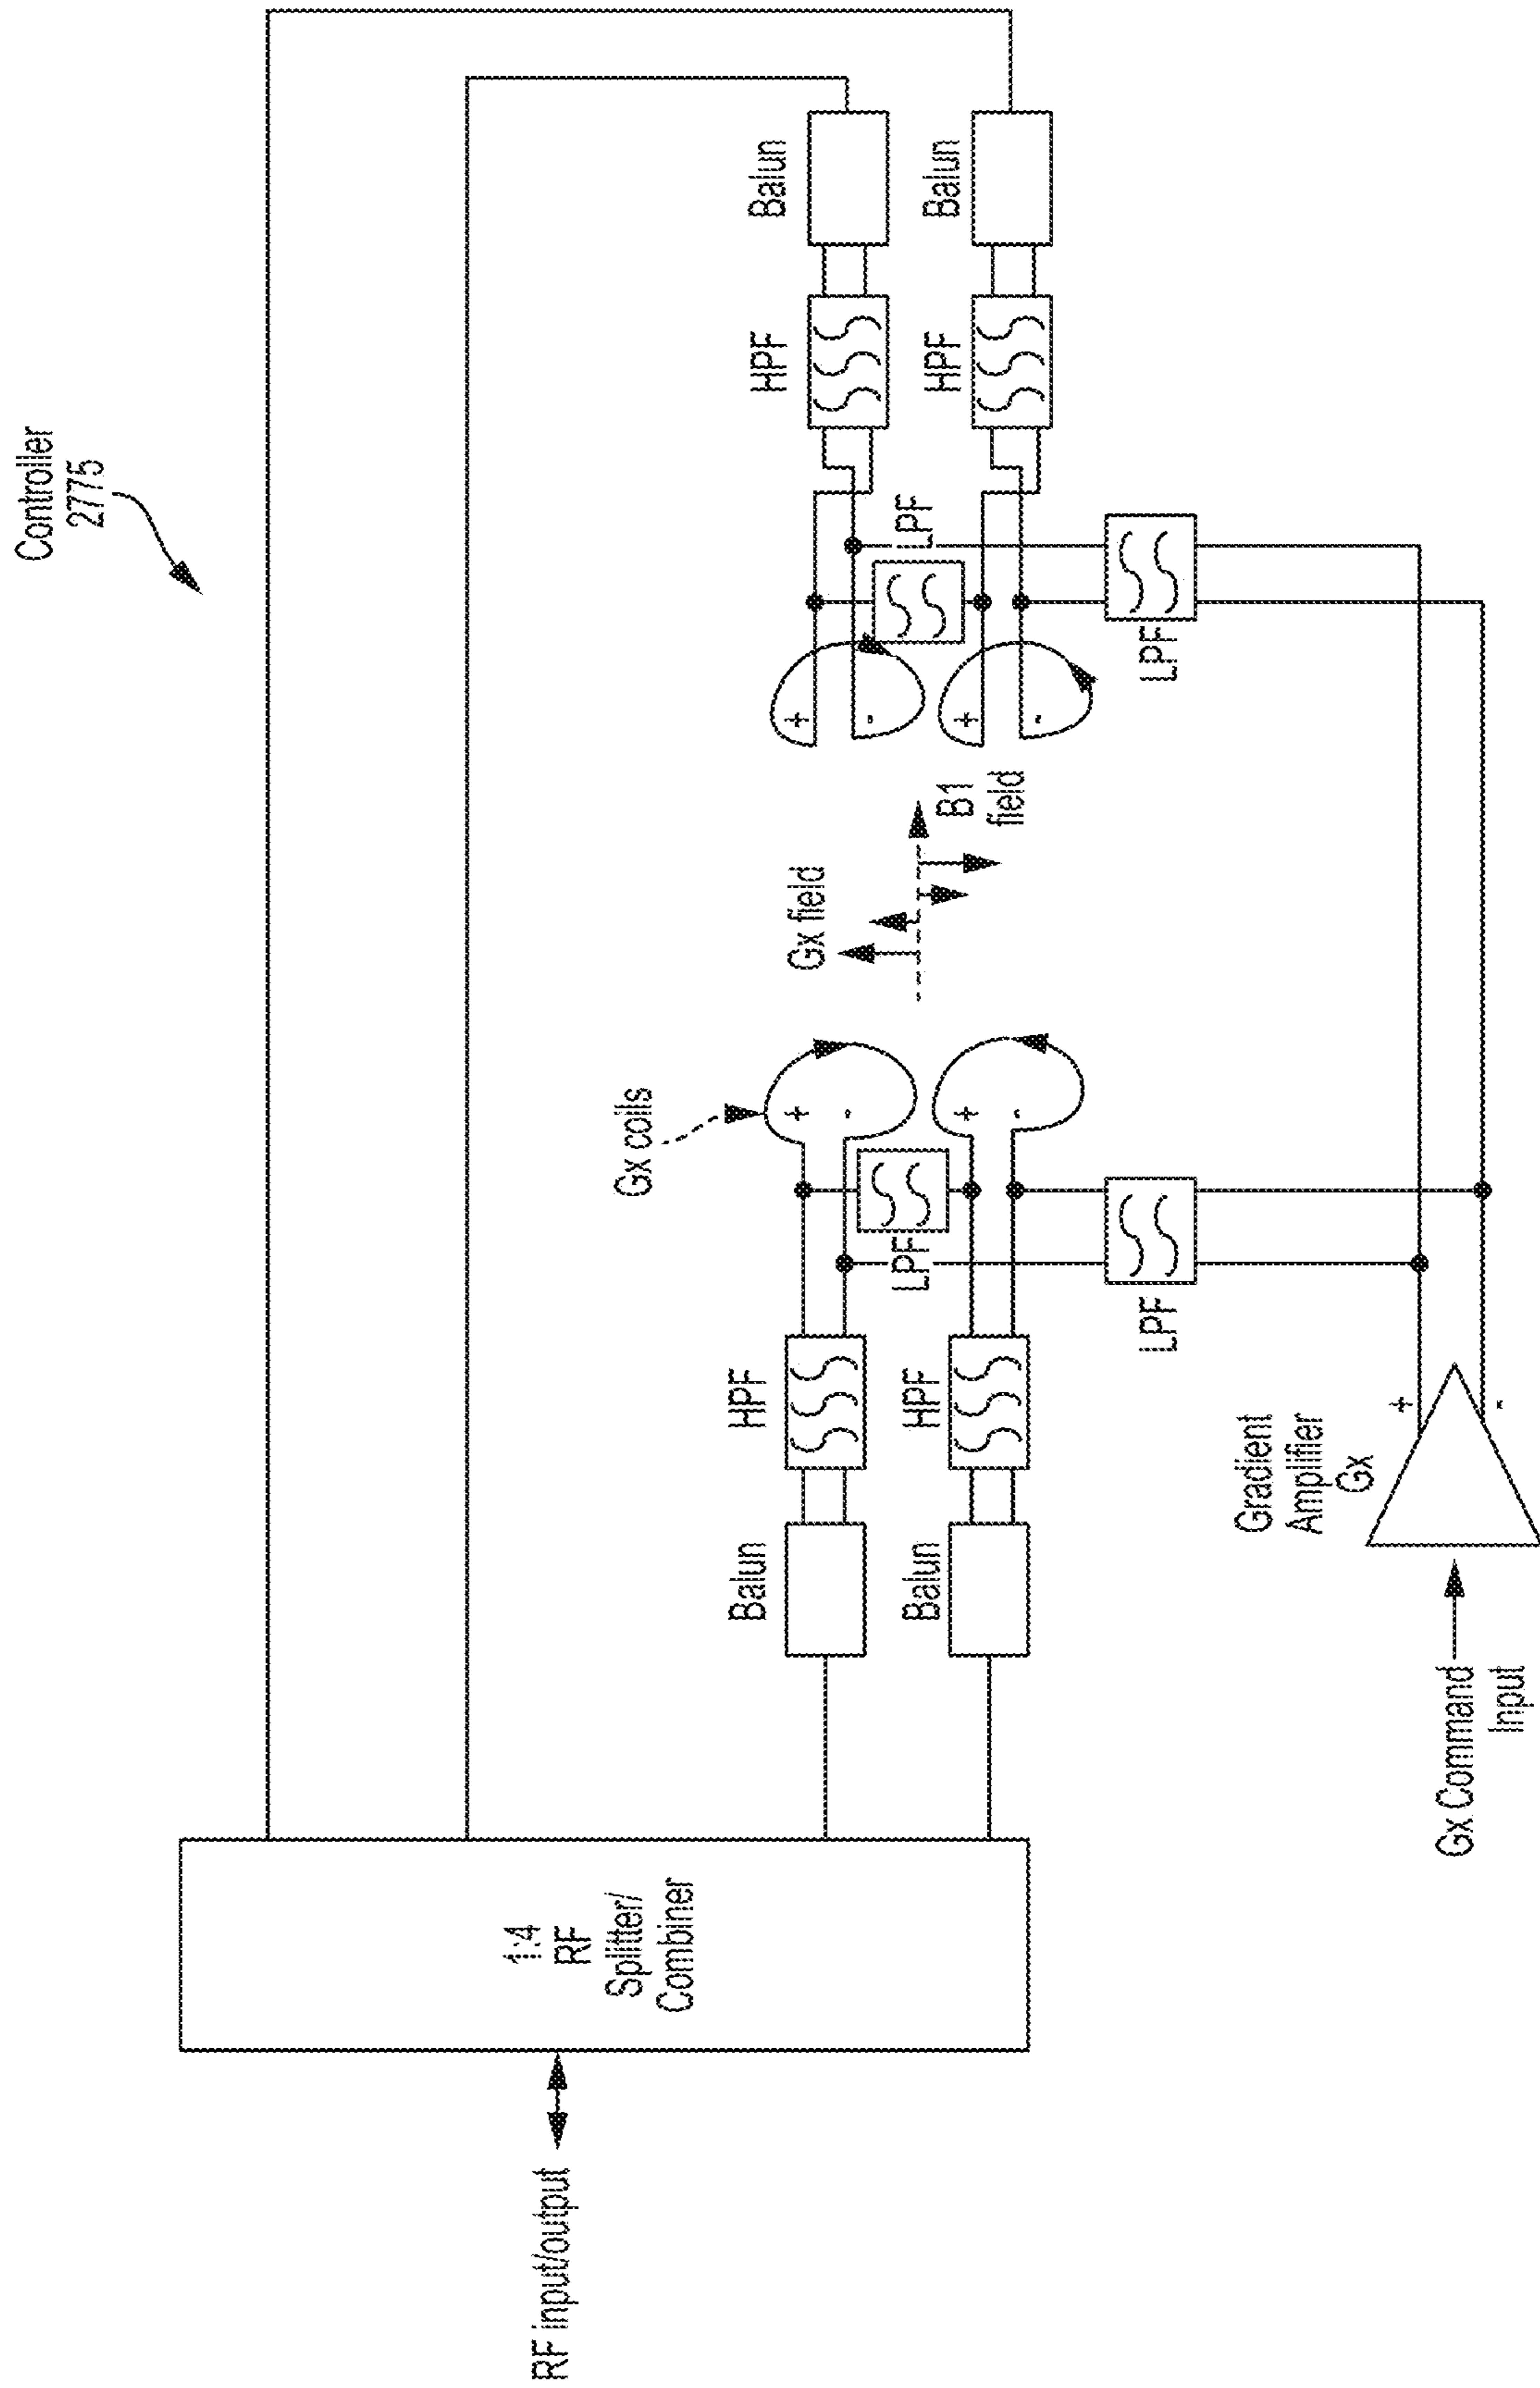 Controller
2775
Balun
Balun
HPF
HPF
LPF
LPF
+
-
+
-
B1
field
Gx field
Gx coils
+
-
+
-
LPF
LPF
HPF
HPF
Balun
Balun
+
-
Gradient
Amplifier
Gx
Gx Command
Input
1:4
RF
Splitter/
Combiner
RF input/output